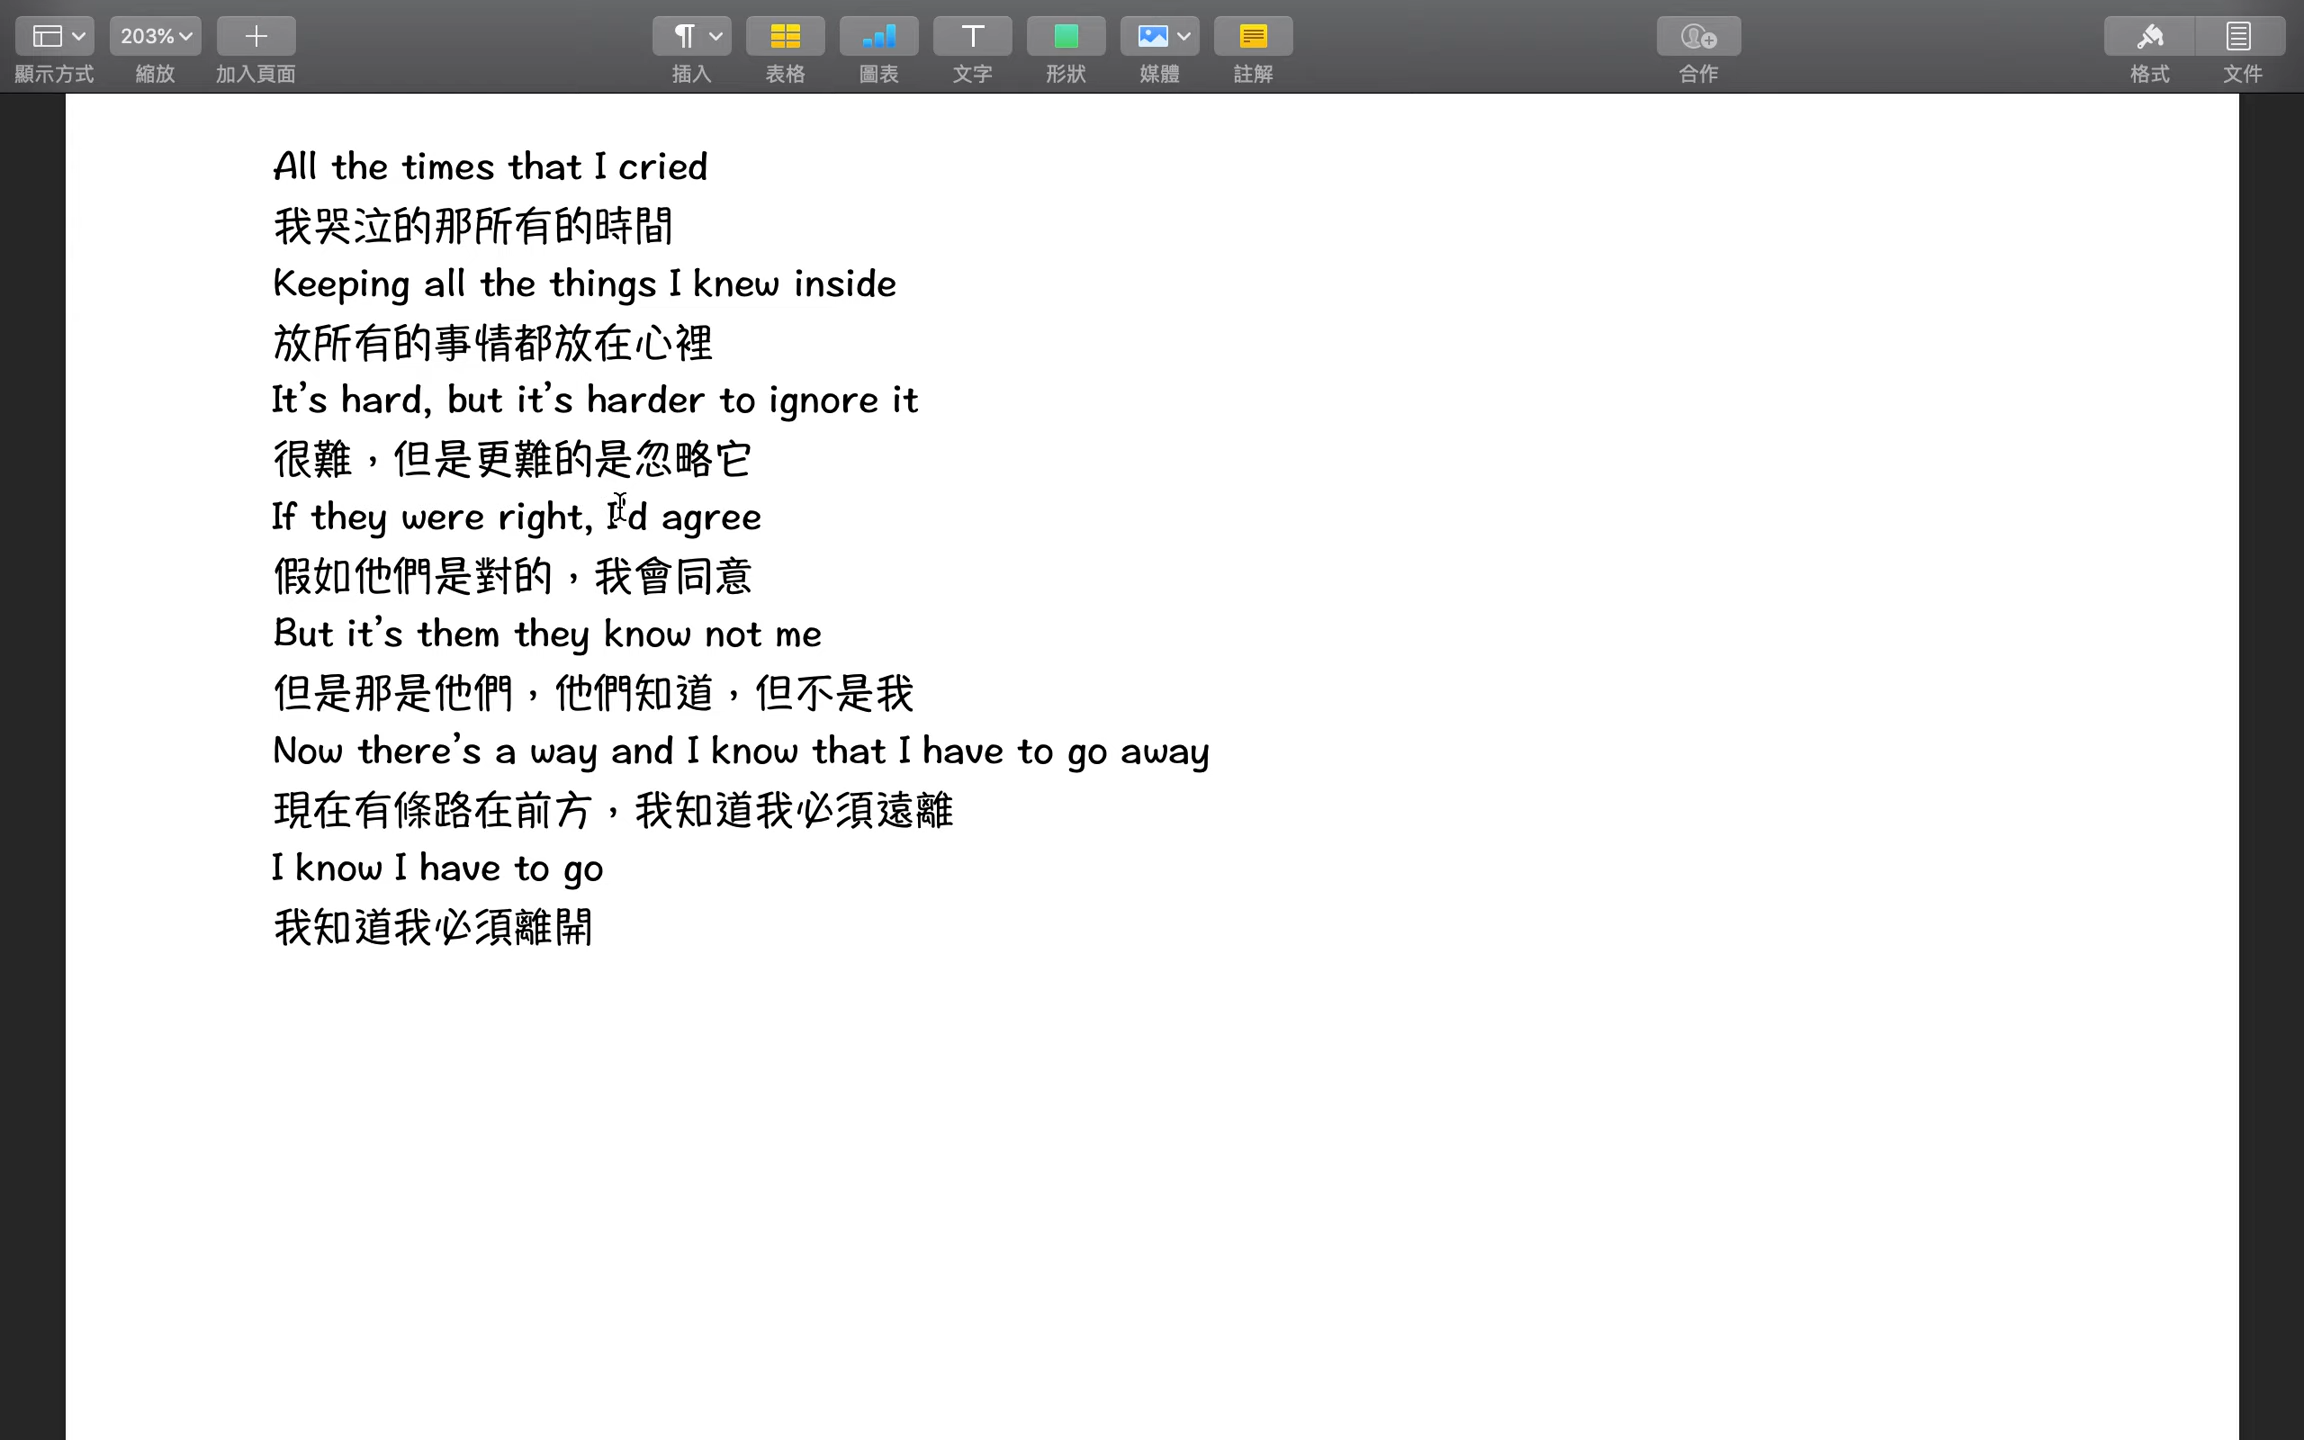 203%
顯示方式 縮放 加入頁面 插入 表格 圖表 文字 形狀 媒體 註解 合作 格式 文件
All the times that I cried
我哭泣的那所有的時間
Keeping all the things I knew inside
放所有的事情都放在心裡
It's hard, but it's harder to ignore it
很難，但是更難的是忽略它
If they were right, I'd agree
假如他們是對的，我會同意
But it's them they know not me
但是那是他們，他們知道，但不是我
Now there's a way and I know that I have to go away
現在有條路在前方，我知道我必須遠離
I know I have to go
我知道我必須離開